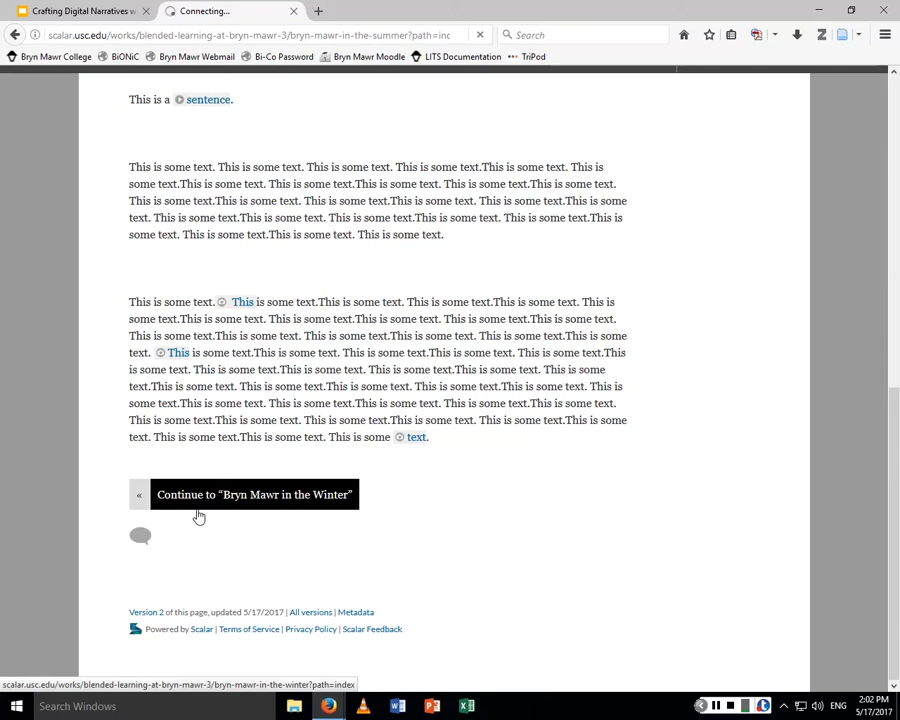 Crafting Digital Narratives w
Connecting...
scalar.usc.edu/works/blended-learning-at-bryn-mawr-3/bryn-mawr-in-the-summer?path=inc
Search
Bryn Mawr College
BiONiC
Bryn Mawr Webmail
Bi-Co Password
Bryn Mawr Moodle
LITS Documentation
TriPod
This is a sentence.
This is some text. This is some text. This is some text. This is some text.This is some text. This is
some text.This is some text. This is some text.This is some text. This is some text.This is some text.
This is some text.This is some text. This is some text.This is some text. This is some text.This is some
text. This is some text.This is some text. This is some text.This is some text. This is some text.This is
some text. This is some text.This is some text. This is some text.
This is some text. This is some text.This is some text. This is some text.This is some text. This is
some text.This is some text. This is some text.This is some text. This is some text.This is some text.
This is some text.This is some text. This is some text.This is some text. This is some text.This is some
text. This is some text.This is some text. This is some text.This is some text. This is some text.This
is some text. This is some text.This is some text. This is some text.This is some text. This is some
text.This is some text. This is some text.This is some text. This is some text.This is some text. This is
some text.This is some text. This is some text.This is some text. This is some text.This is some text.
This is some text.This is some text. This is some text.This is some text. This is some text.This is some
text. This is some text.This is some text. This is some text.
« Continue to “Bryn Mawr in the Winter”
Version 2 of this page, updated 5/17/2017 | All versions | Metadata
Powered by Scalar | Terms of Service | Privacy Policy | Scalar Feedback
scalar.usc.edu/works/blended-learning-at-bryn-mawr-3/bryn-mawr-in-the-winter?path=index
Search Windows
ENG
2:02 PM
5/17/2017